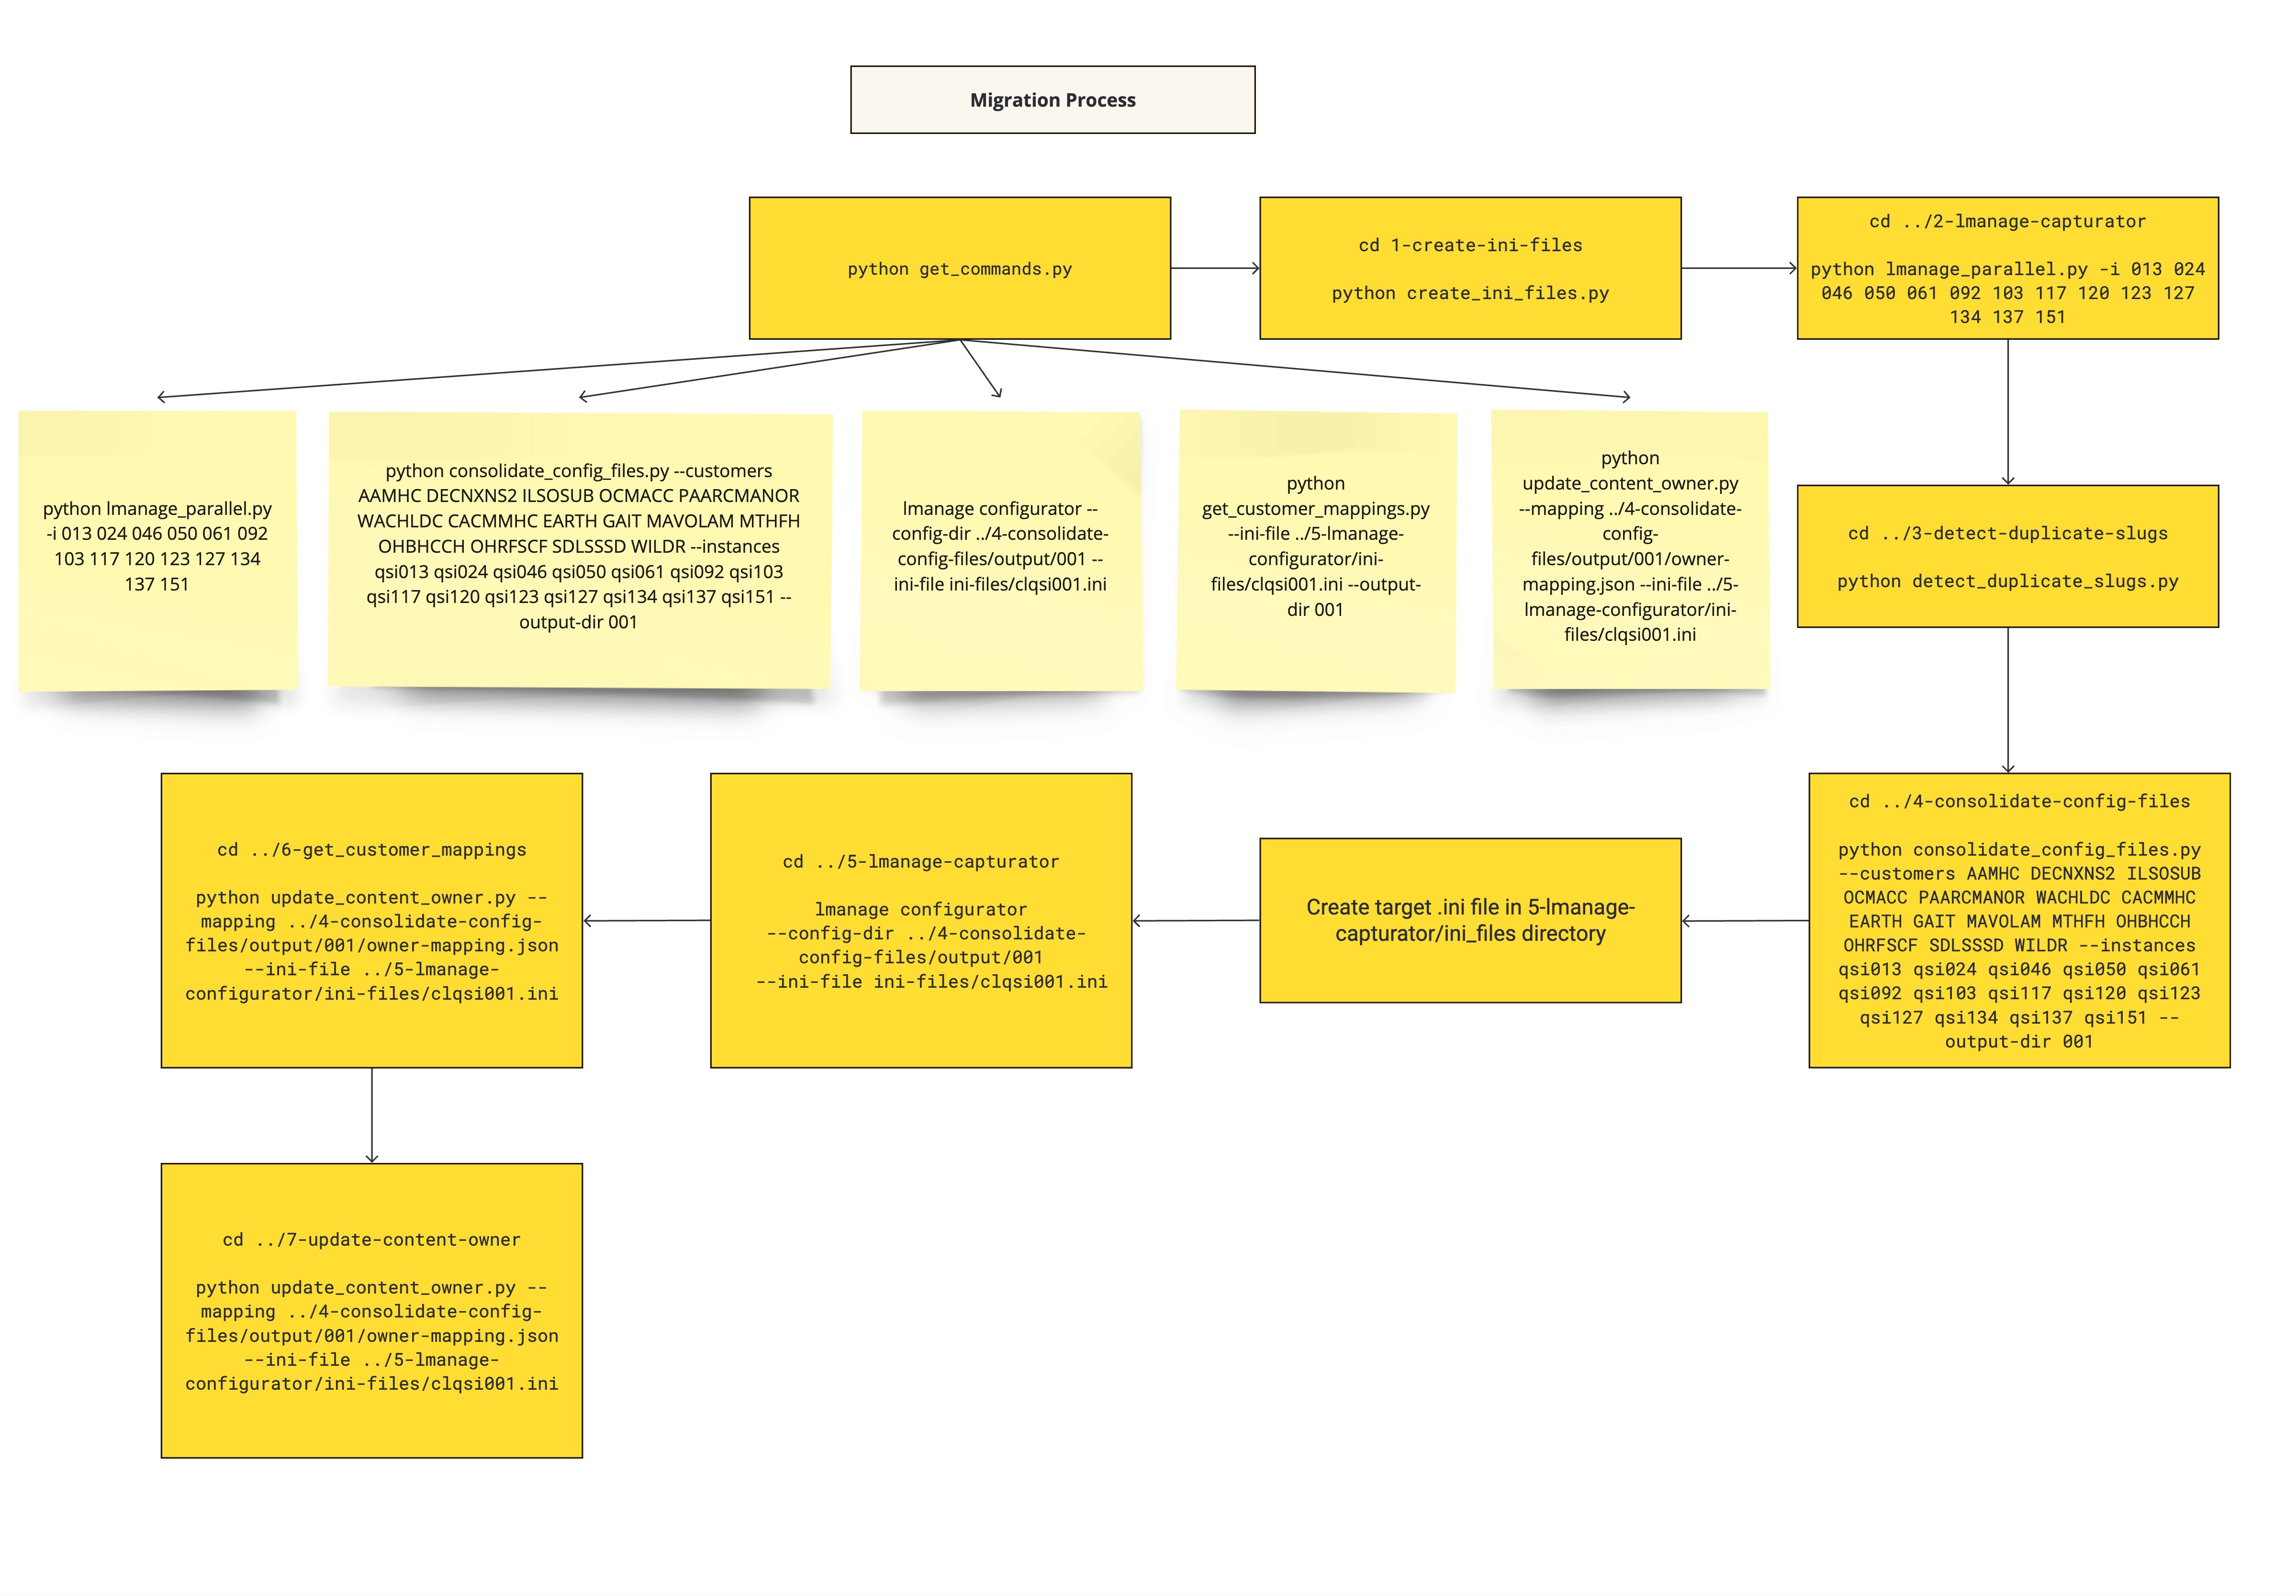 Migration Process
python get_commands.py
cd 1-create-ini-files
python create_ini_files.py
cd ../2-lmanage-capturator
python lmanage_parallel.py -i 013 024
046 050 061 092 103 117 120 123 127
134 137 151
python lmanage_parallel.py
-i 013 024 046 050 061 092
103 117 120 123 127 134
137 151
python consolidate_config_files.py --customers
AAMHC DECNXNS2 ILSOSUB OCMACC PAARCMANOR
WACHLDC CACMMHC EARTH GAIT MAVOLAM MTHFH
OHBHCCH OHRFSCF SDLSSSD WILDR --instances
qsi013 qsi024 qsi046 qsi050 qsi061 qsi092 qsi103
qsi117 qsi120 qsi123 qsi127 qsi134 qsi137 qsi151 --
output-dir 001
lmanage configurator --
config-dir ../4-consolidate-
config-files/output/001 --
ini-file ini-files/clqsi001.ini
python
get_customer_mappings.py
--ini-file ../5-lmanage-
configurator/ini-
files/clqsi001.ini --output-
dir 001
python
update_content_owner.py
--mapping ../4-consolidate-
config-
files/output/001/owner-
mapping.json --ini-file ../5-
lmanage-configurator/ini-
files/clqsi001.ini
cd ../3-detect-duplicate-slugs
python detect_duplicate_slugs.py
cd ../4-consolidate-config-files
python consolidate_config_files.py
--customers AAMHC DECNXNS2 ILSOSUB
OCMACC PAARCMANOR WACHLDC CACMMHC
EARTH GAIT MAVOLAM MTHFH OHBHCCH
OHRFSCF SDLSSSD WILDR --instances
qsi013 qsi024 qsi046 qsi050 qsi061
qsi092 qsi103 qsi117 qsi120 qsi123
qsi127 qsi134 qsi137 qsi151 --
output-dir 001
Create target .ini file in 5-lmanage-
capturator/ini_files directory
cd ../5-lmanage-capturator
lmanage configurator
--config-dir ../4-consolidate-
config-files/output/001
--ini-file ini-files/clqsi001.ini
cd ../6-get_customer_mappings
python update_content_owner.py --
mapping ../4-consolidate-config-
files/output/001/owner-mapping.json
--ini-file ../5-lmanage-
configurator/ini-files/clqsi001.ini
cd ../7-update-content-owner
python update_content_owner.py --
mapping ../4-consolidate-config-
files/output/001/owner-mapping.json
--ini-file ../5-lmanage-
configurator/ini-files/clqsi001.ini